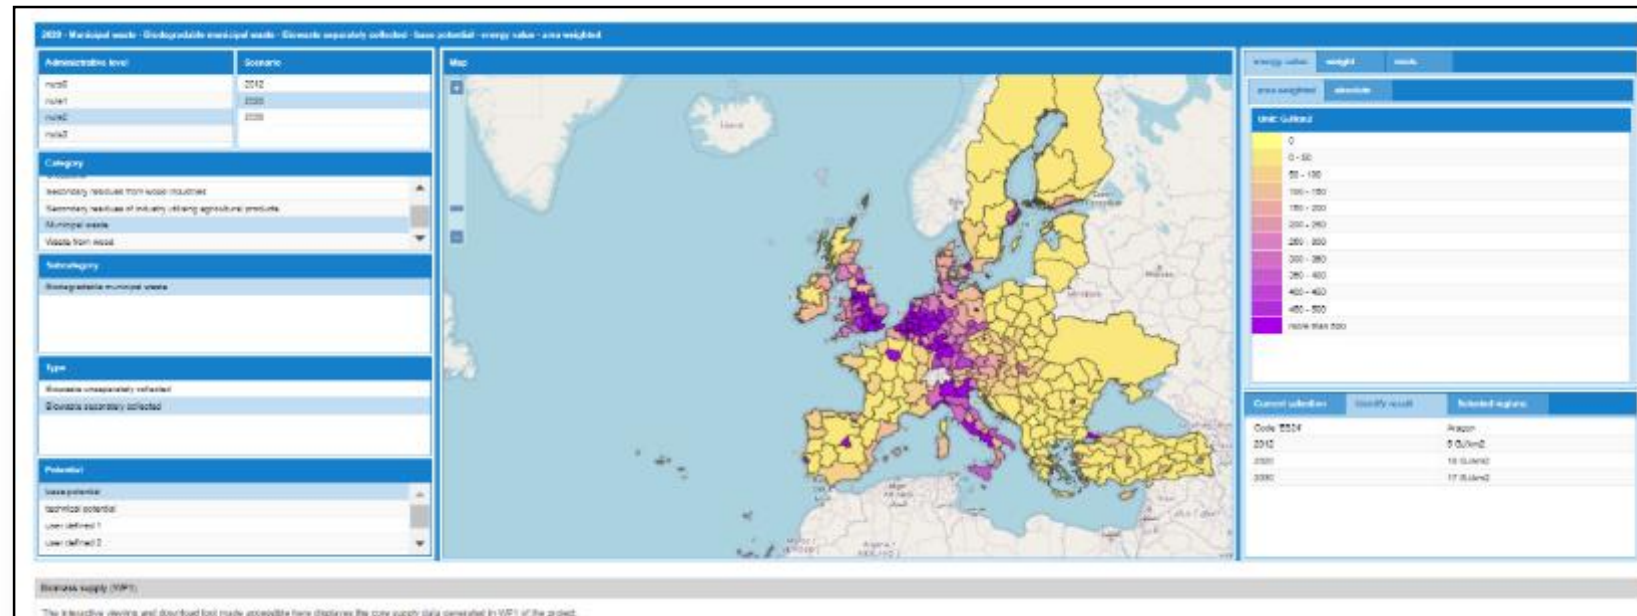 Municipal waste - Biodegradable municipal waste - Biowaste separately collected - base potential - energy value - area weighted
Administrative level
Scenario
nuts0
2012
nuts1
2020
nuts2
nuts3
Category
Secondary residues from wood industries
Secondary residues of industry utilising agricultural products
Municipal waste
Waste from wood
Subcategory
Biodegradable municipal waste
Type
Biowaste unseparately collected
Biowaste separately collected
Potential
base potential
technical potential
user defined 1
user defined 2
Map
energy value
weight
area weighted
absolute
Unit: GJ/km2
0
0 - 50
50 - 100
100 - 150
150 - 200
200 - 250
250 - 300
300 - 350
350 - 400
400 - 450
450 - 500
more than 500
Current selection
Identify result
Selected regions
Aragon
2012
2020
2030
17 GJ/km2
Biomass supply (WP1)
The interactive viewing and download tool made accessible here displays the core supply data generated in WP1 of the project.